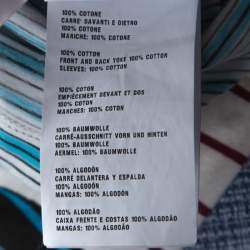 100% COTONE
CARRE' DAVANTI E DIETRO
100% COTONE
MANICHE: 100% COTONE
100% COTTON
FRONT AND BACK YOKE 100% COTTON
SLEEVES: 100% COTTON
100% COTON
EMPIÈCEMENT DEVANT ET DOS
100% COTON
MANCHES: 100% COTON
100% BAUMWOLLE
CARRÉ-AUSSCHNITT VORN UND HINTEN
100% BAUMWOLLE
AERMEL: 100% BAUMWOLLE
100% ALGODÓN
CARRÉ DELANTERA Y ESPALDA
100% ALGODÓN
MANGAS: 100% ALGODÓN
100% ALGODÃO
CAIXA FRENTE E COSTAS 100% ALGODÃO
MANGAS: 100% ALGODÃO